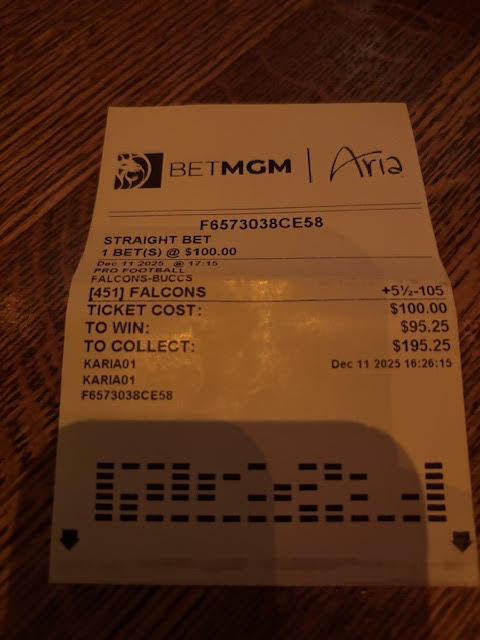 BETMGM | Aria
F6573038CE58
STRAIGHT BET
1 BET(S) @ $100.00
Dec 11 2025 @ 17:15
PRO FOOTBALL
FALCONS-BUCCS
[451] FALCONS +5½-105
TICKET COST: $100.00
TO WIN: $95.25
TO COLLECT: $195.25
KARIA01 Dec 11 2025 16:26:15
KARIA01
F6573038CE58